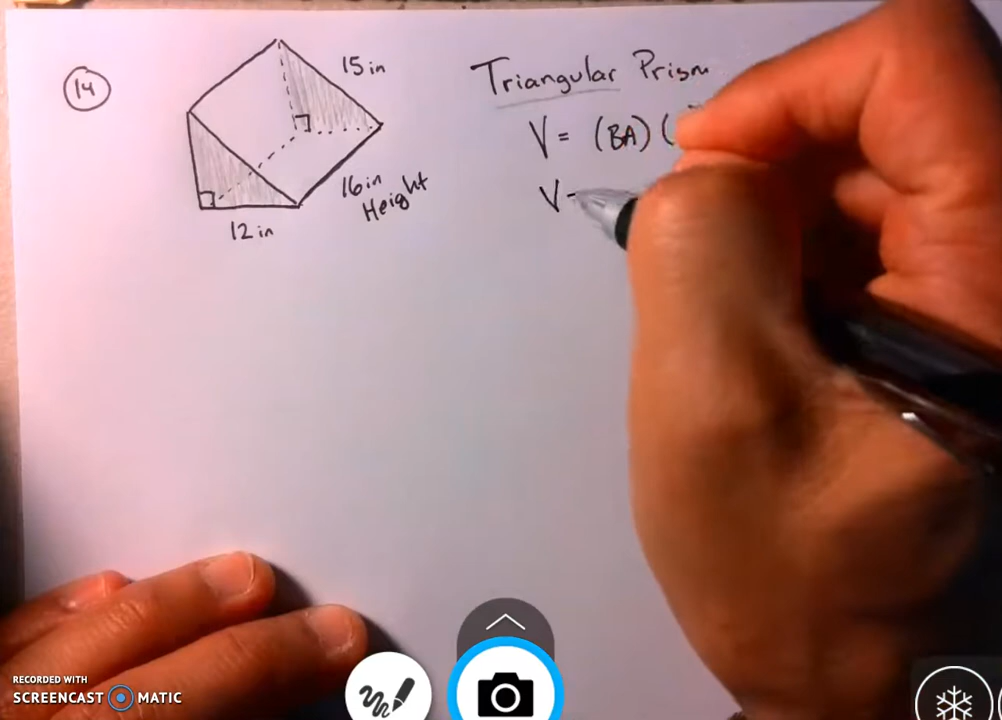 14
15 in
Triangular Prism
V = (BA) (
16 in
Height
V =
12 in
RECORDED WITH
SCREENCAST MATIC